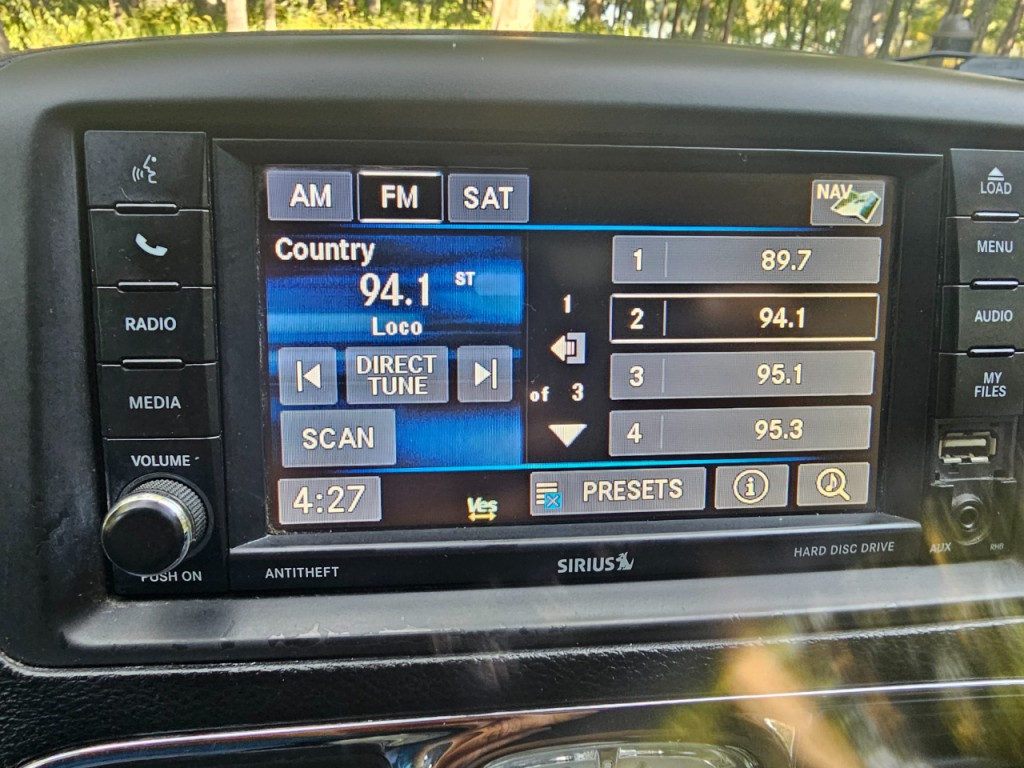 AM FM SAT NAV
Country
94.1 ST
Loco
DIRECT
TUNE
SCAN
4:27
Yes
1
of 3
1 89.7
2 94.1
3 95.1
4 95.3
PRESETS
i
RADIO
MEDIA
VOLUME
PUSH ON
LOAD
MENU
AUDIO
MY
FILES
AUX RNB
ANTITHEFT
SIRIUS
HARD DISC DRIVE